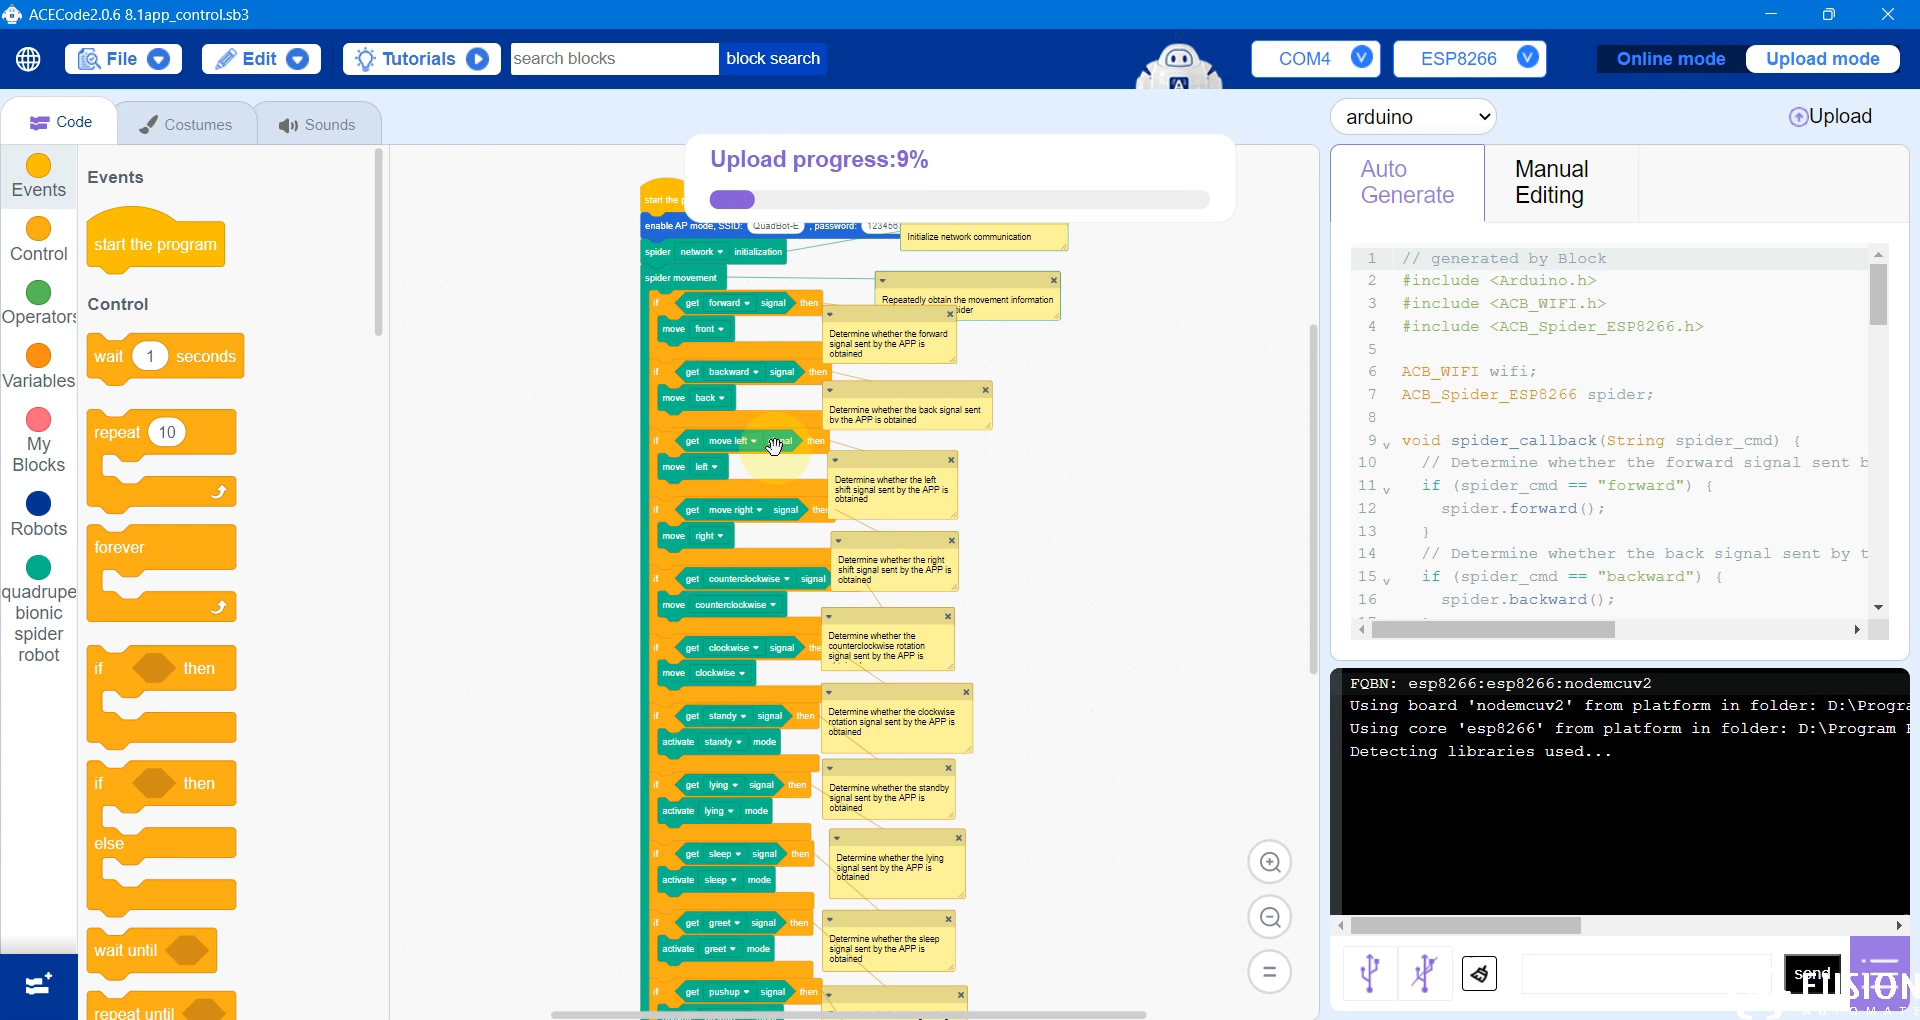 ACECode2.0.6 8.1app_control.sb3
File
Edit
Tutorials
search blocks
block search
COM4
ESP8266
Online mode
Upload mode
Code
Costumes
Sounds
arduino
Upload
Upload progress:9%
Events
Control
Operators
Variables
My
Blocks
Robots
quadrupe
bionic
spider
robot
Events
start the program
Control
wait 1 seconds
repeat 10
forever
if then
if then
else
wait until
repeat until
start the p
enable AP mode, SSID: QuadBot-E , password: 123456
spider network initialization
spider movement
if get forward signal then
move front
if get backward signal then
move back
if get move left signal then
move left
if get move right signal then
move right
if get counterclockwise signal
move counterclockwise
if get clockwise signal the
move clockwise
if get standy signal then
activate standy mode
if get lying signal then
activate lying mode
if get sleep signal then
activate sleep mode
if get greet signal then
activate greet mode
if get pushup signal then
Initialize network communication
Repeatedly obtain the movement information
ider
Determine whether the forward
signal sent by the APP is
obtained
Determine whether the back signal sent
by the APP is obtained
Determine whether the left
shift signal sent by the APP is
obtained
Determine whether the right
shift signal sent by the APP is
obtained
Determine whether the
counterclockwise rotation
signal sent by the APP is
Determine whether the clockwise
rotation signal sent by the APP is
obtained
Determine whether the standby
signal sent by the APP is
obtained
Determine whether the lying
signal sent by the APP is
obtained
Determine whether the sleep
signal sent by the APP is
obtained
Auto
Generate
Manual
Editing
1 // generated by Block
2 #include <Arduino.h>
3 #include <ACB_WIFI.h>
4 #include <ACB_Spider_ESP8266.h>
5
6 ACB_WIFI wifi;
7 ACB_Spider_ESP8266 spider;
8
9 void spider_callback(String spider_cmd) {
10 // Determine whether the forward signal sent b
11 if (spider_cmd == "forward") {
12 spider.forward();
13 }
14 // Determine whether the back signal sent by t
15 if (spider_cmd == "backward") {
16 spider.backward();
FQBN: esp8266:esp8266:nodemcuv2
Using board 'nodemcuv2' from platform in folder: D:\Progra
Using core 'esp8266' from platform in folder: D:\Program
Detecting libraries used...
send
FUSION
AUTOMATE